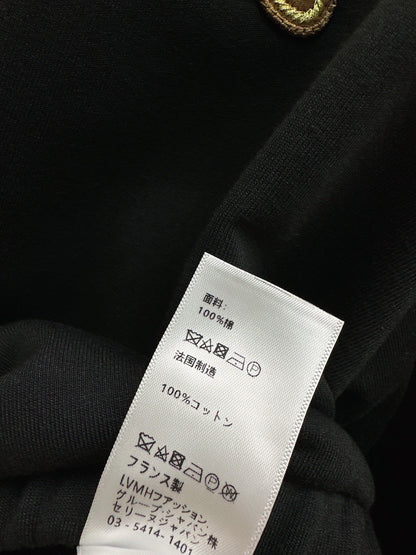 面料:
100%棉
P
法国制造
100%コットン
P W
フランス製
LVMHファッション
グループ・ジャパン
セリーヌジャパン㈱
03 - 5414-1401